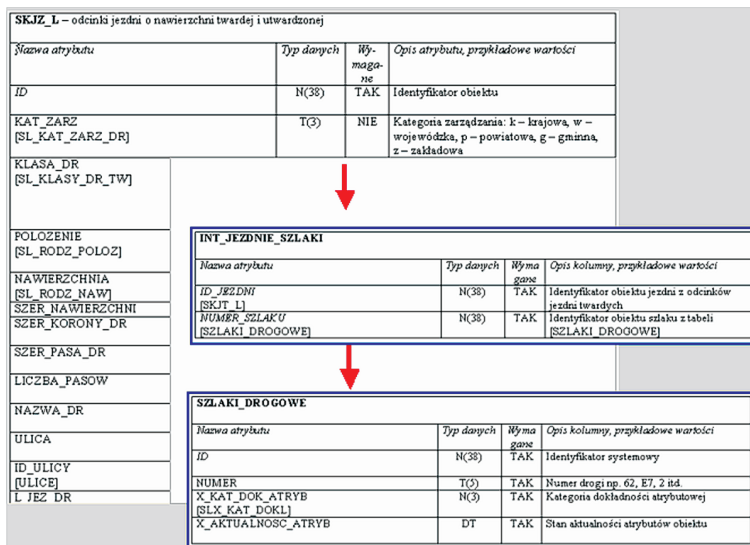 SKJZ_L – odcinki jezdni o nawierzchni twardej i utwardzonej
Nazwa atrybutu Typ danych Wy-maga-ne Opis atrybutu, przykładowe wartości
ID N(38) TAK Identyfikator obiektu
KAT_ZARZ T(3) NIE Kategoria zarządzania: k – krajowa, w –
[SL_KAT_ZARZ_DR] wojewódzka, p – powiatowa, g – gminna,
z – zakładowa
KLASA_DR
[SL_KLASY_DR_TW]
POLOZENIE
[SL_RODZ_POLOZ]
NAWIERZCHNIA
[SL_RODZ_NAW]
SZER_NAWIERZCHNI
SZER_KORONY_DR
SZER_PASA_DR
LICZBA_PASOW
NAZWA_DR
ULICA
ID_ULICY
[ULICE]
L_JEZ_DR
INT_JEZDNIE_SZLAKI
Nazwa atrybutu Typ danych Wyma gane Opis kolumny, przykładowe wartości
ID_JEZDNI N(38) TAK Identyfikator obiektu jezdni z odcinków
[SKJT_L] jezdni twardych
NUMER_SZLAKU N(38) TAK Identyfikator obiektu szlaku z tabeli
[SZLAKI_DROGOWE] [SZLAKI_DROGOWE]
SZLAKI_DROGOWE
Nazwa atrybutu Typ danych Wyma gane Opis kolumny, przykładowe wartości
ID N(38) TAK Identyfikator systemowy
NUMER T(5) TAK Numer drogi np. 62, E7, 2 itd.
X_KAT_DOK_ATRYB N(3) TAK Kategoria dokładności atrybutowej
[SLX_KAT_DOKL]
X_AKTUALNOSC_ATRYB DT TAK Stan aktualności atrybutów obiektu